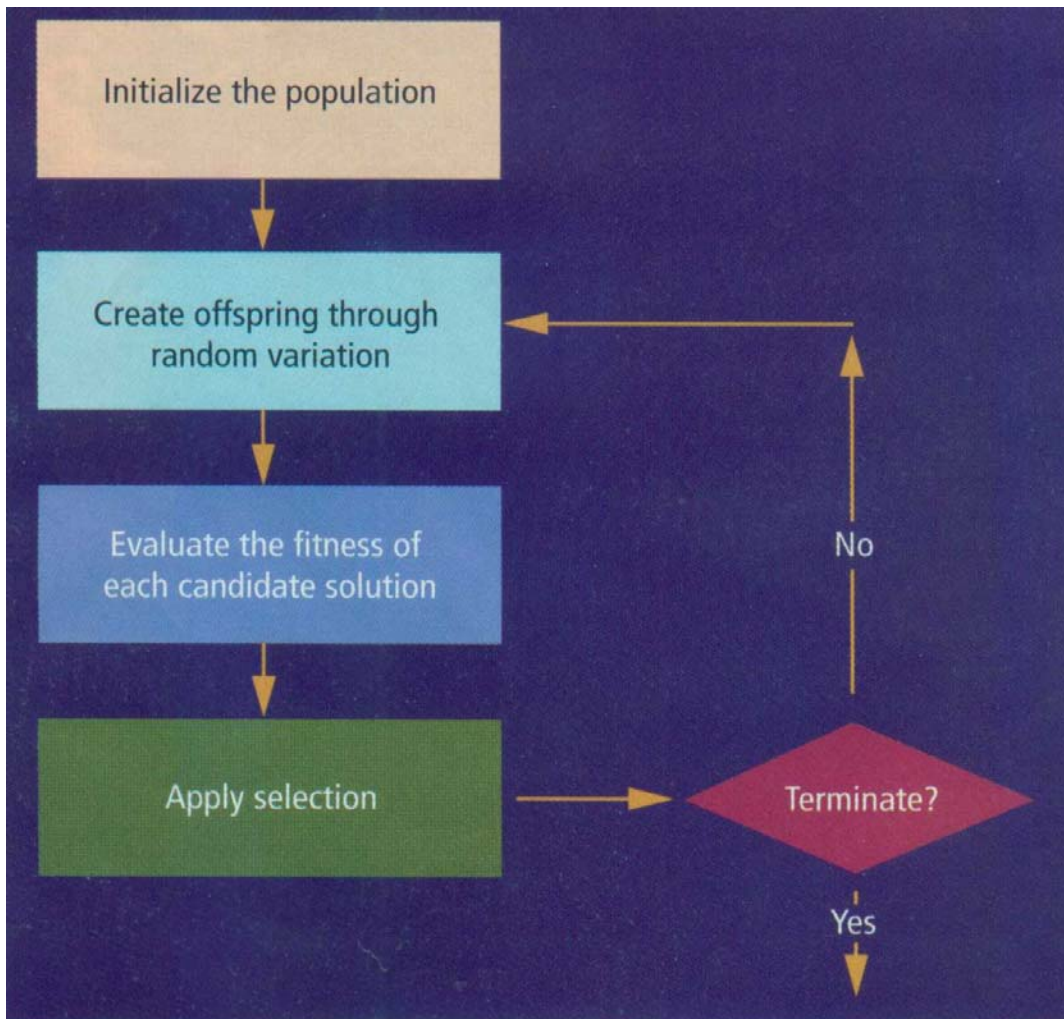 Initialize the population
Create offspring through
random variation
Evaluate the fitness of
each candidate solution
No
Apply selection
Terminate?
Yes